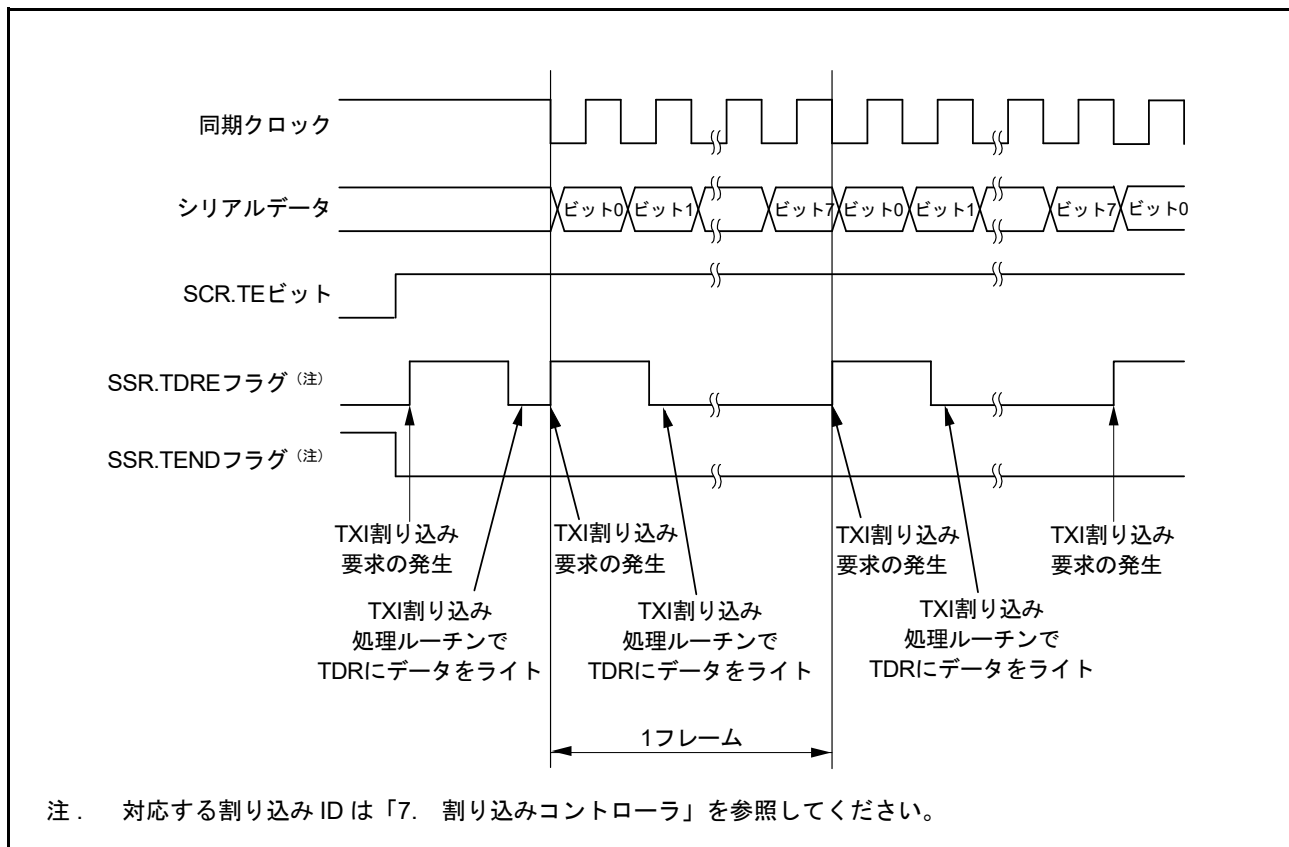 同期クロック
シリアルデータ
ビット0 ビット1 ビット7 ビット0 ビット1 ビット7 ビット0
SCR.TEビット
SSR.TDREフラグ（注）
SSR.TENDフラグ（注）
TXI割り込み
要求の発生
TXI割り込み
要求の発生
TXI割り込み
要求の発生
TXI割り込み
要求の発生
TXI割り込み
処理ルーチンで
TDRにデータをライト
TXI割り込み
処理ルーチンで
TDRにデータをライト
TXI割り込み
処理ルーチンで
TDRにデータをライト
1フレーム
注． 対応する割り込み ID は「7. 割り込みコントローラ」を参照してください。